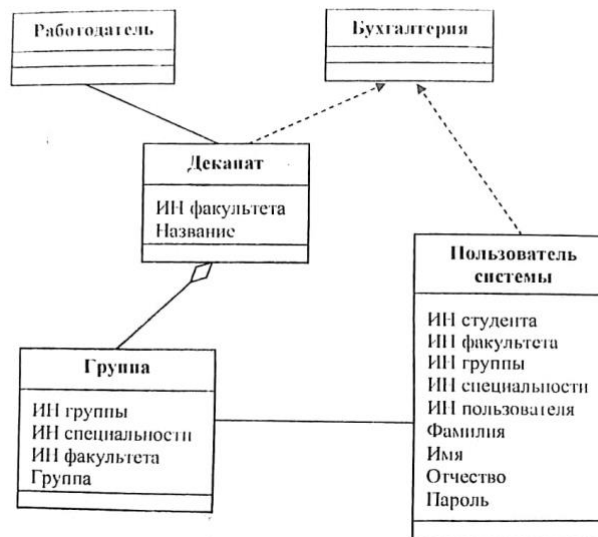 Работодатель
Бухгалтерия
Деканат
ИН факультета
Название
Пользователь
системы
ИН студента
ИН факультета
ИН группы
ИН специальности
ИН пользователя
Фамилия
Имя
Отчество
Пароль
Группа
ИН группы
ИН специальности
ИН факультета
Группа